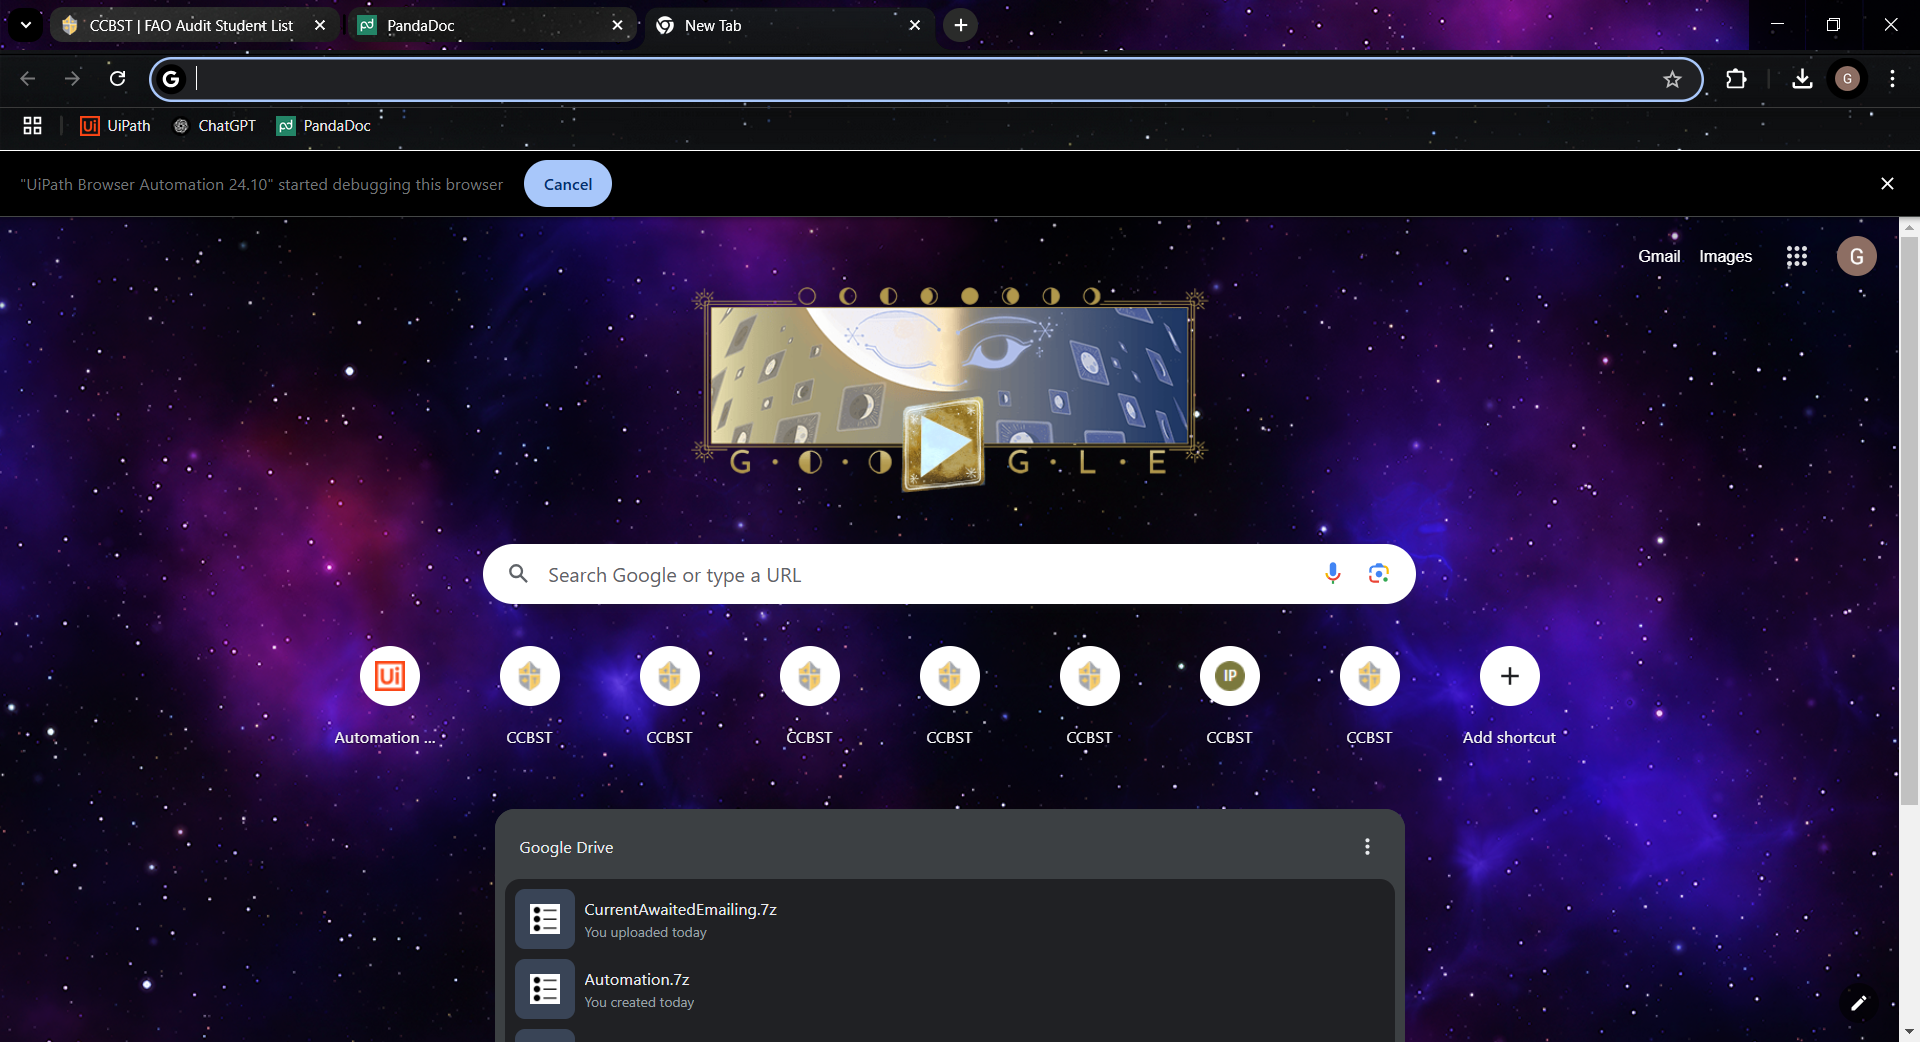 CCBST | FAO Audit Student List
PandaDoc
New Tab
G
G
UiPath
ChatGPT
PandaDoc
"UiPath Browser Automation 24.10" started debugging this browser
Cancel
Gmail
Images
G
G · O · O G · L · E
Search Google or type a URL
Ui
IP
Automation ...
CCBST
CCBST
CCBST
CCBST
CCBST
CCBST
CCBST
Add shortcut
Google Drive
CurrentAwaitedEmailing.7z
You uploaded today
Automation.7z
You created today